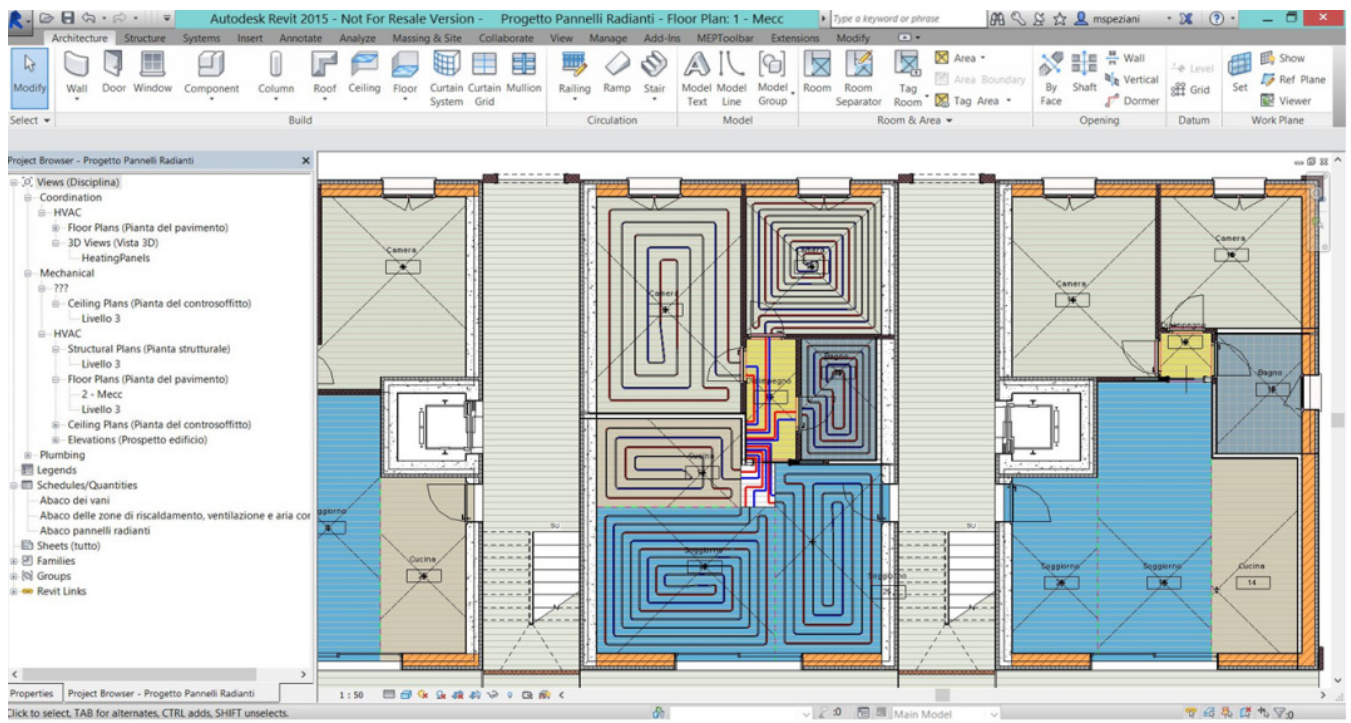 Autodesk Revit 2015 - Not For Resale Version - Progetto Pannelli Radianti - Floor Plan: 1 - Mecc
Type a keyword or phrase
mspeziani
Architecture Structure Systems Insert Annotate Analyze Massing & Site Collaborate View Manage Add-Ins MEPToolbar Extensions Modify
Modify Wall Door Window Component Column Roof Ceiling Floor Curtain System Curtain Grid Mullion Railing Ramp Stair Model Text Model Line Model Group Room Room Separator Tag Room Area Area Boundary Tag Area By Face Shaft Wall Vertical Dormer Level Grid Set Show Ref Plane Viewer
Select Build Circulation Model Room & Area Opening Datum Work Plane
Project Browser - Progetto Pannelli Radianti
Views (Disciplina)
Coordination
HVAC
Floor Plans (Pianta del pavimento)
3D Views (Vista 3D)
HeatingPanels
Mechanical
???
Ceiling Plans (Pianta del controsoffitto)
Livello 3
HVAC
Structural Plans (Pianta strutturale)
Livello 3
Floor Plans (Pianta del pavimento)
2 - Mecc
Livello 3
Ceiling Plans (Pianta del controsoffitto)
Elevations (Prospetto edificio)
Plumbing
Legends
Schedules/Quantities
Abaco dei vani
Abaco delle zone di riscaldamento, ventilazione e aria cor
Abaco pannelli radianti
Sheets (tutto)
Families
Groups
Revit Links
Camera
Camera
Camera
Camera
Bagno
Bagno
Cucina
Soggiorno
Soggiorno
SU
SU
Cucina
Soggiorno
Soggiorno
Cucina
14
Properties
Project Browser - Progetto Pannelli Radianti
1 : 50
Click to select, TAB for alternates, CTRL adds, SHIFT unselects.
:0
Main Model
:0